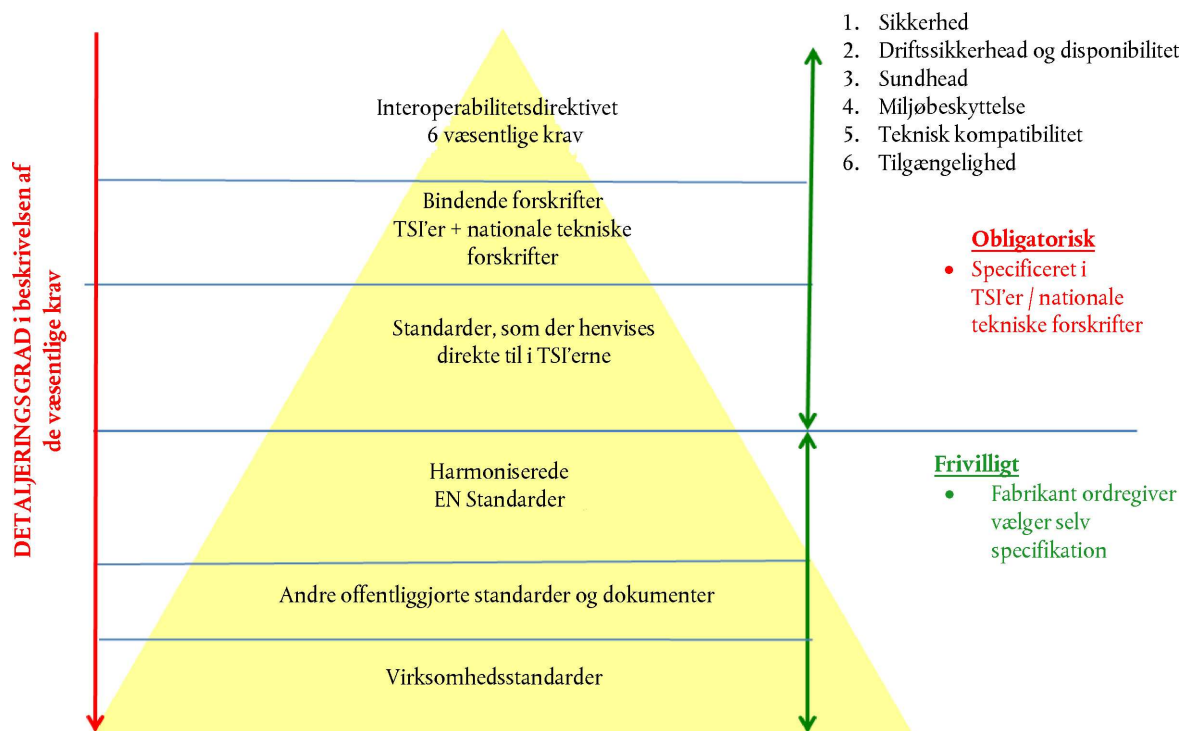 1. Sikkerhed
2. Driftssikkerhead og disponibilitet
3. Sundhead
4. Miljøbeskyttelse
5. Teknisk kompatibilitet
6. Tilgængelighed
Interoperabilitetsdirektivet
6 væsentlige krav
Bindende forskrifter
TSI'er + nationale tekniske
forskrifter
Standarder, som der henvises
direkte til i TSI'erne
Harmoniserede
EN Standarder
Andre offentliggjorte standarder og dokumenter
Virksomhedsstandarder
DETALJERINGSGRAD i beskrivelsen af
de væsentlige krav
Obligatorisk
• Specificeret i
TSI'er / nationale
tekniske forskrifter
Frivilligt
• Fabrikant ordregiver
vælger selv
specifikation